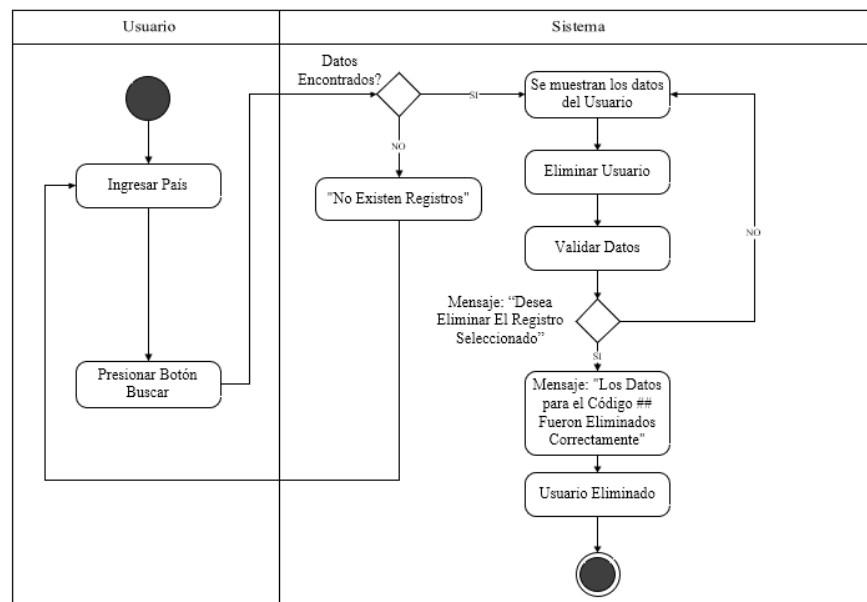 Usuario
Sistema
Datos
Encontrados?
SI
Se muestran los datos
del Usuario
NO
Ingresar País
"No Existen Registros"
Eliminar Usuario
Validar Datos
NO
Mensaje: “Desea
Eliminar El Registro
Seleccionado”
SI
Presionar Botón
Buscar
Mensaje: "Los Datos
para el Código ##
Fueron Eliminados
Correctamente"
Usuario Eliminado